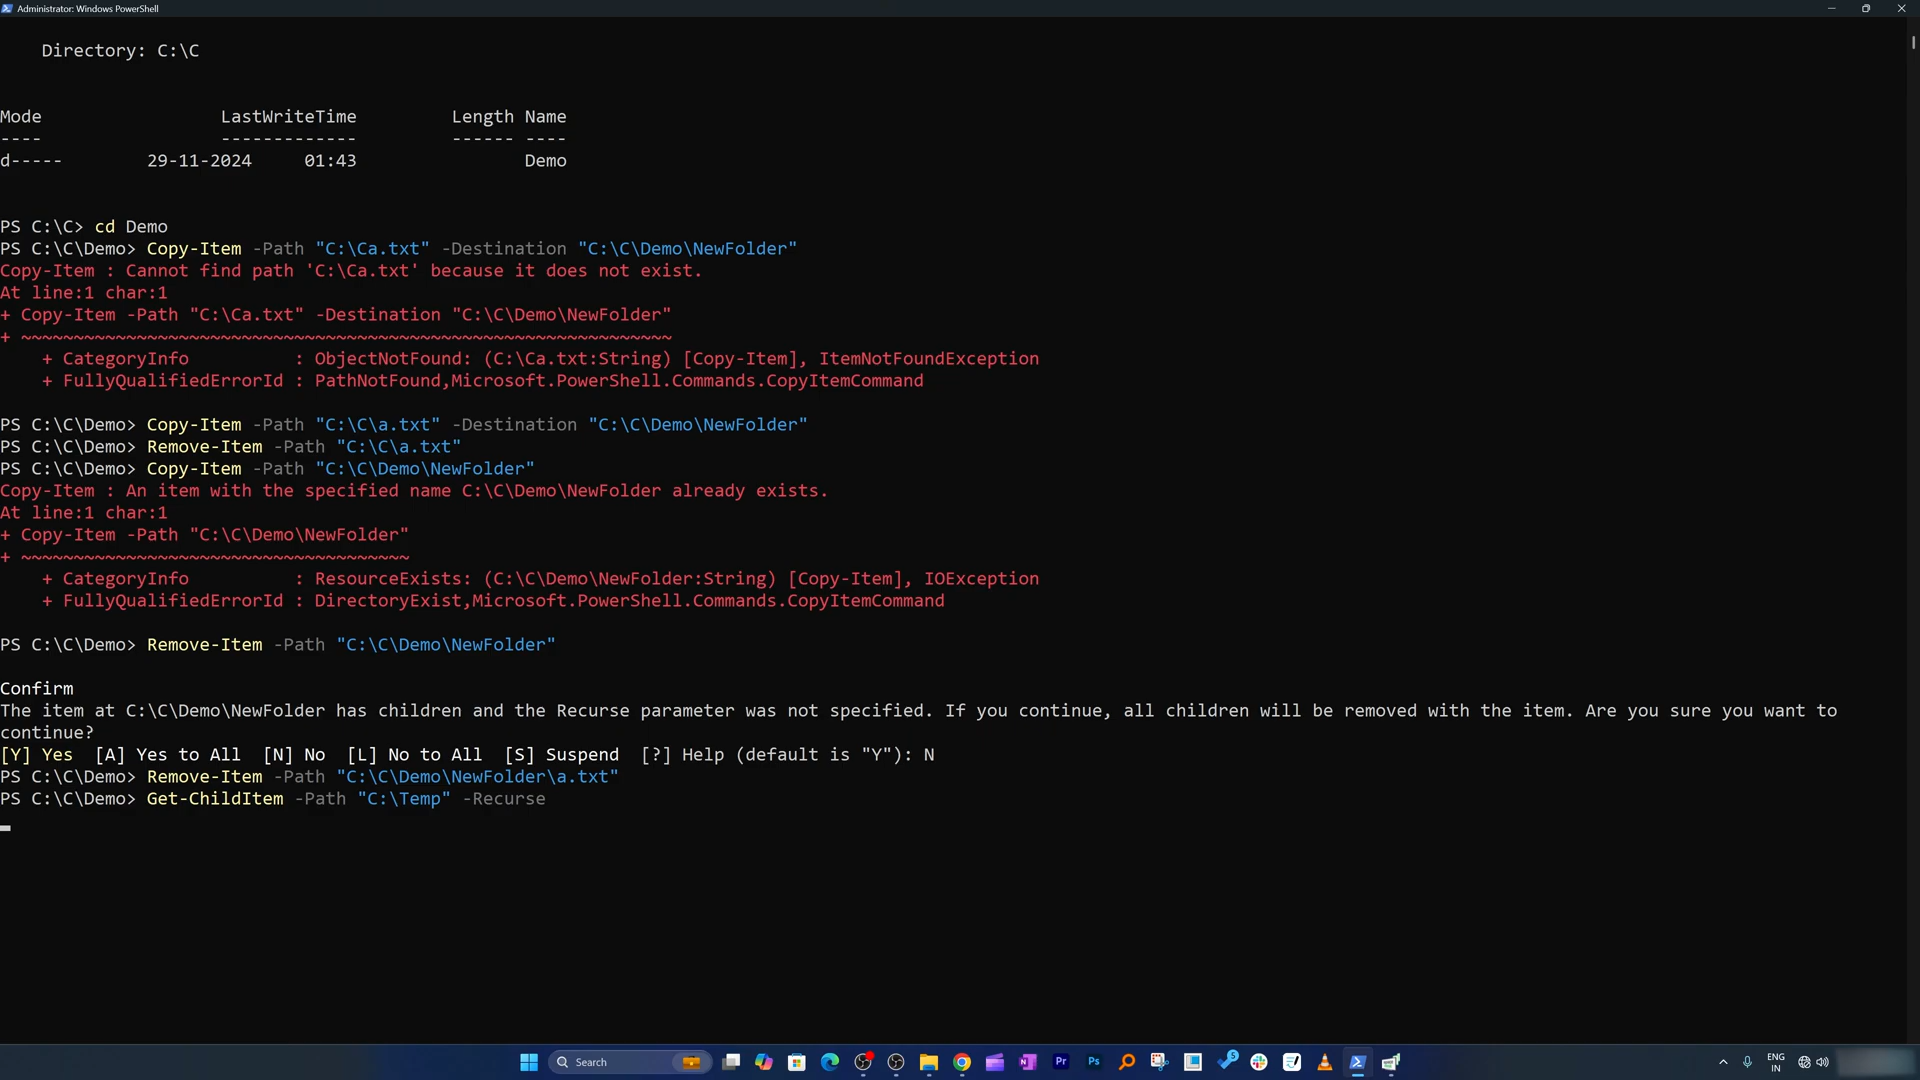 Administrator: Windows PowerShell
Directory: C:\C
Mode LastWriteTime Length Name
---- ------------- ------ ----
d----- 29-11-2024 01:43 Demo
PS C:\C> cd Demo
PS C:\C\Demo> Copy-Item -Path "C:\Ca.txt" -Destination "C:\C\Demo\NewFolder"
Copy-Item : Cannot find path 'C:\Ca.txt' because it does not exist.
At line:1 char:1
+ Copy-Item -Path "C:\Ca.txt" -Destination "C:\C\Demo\NewFolder"
+ ~~~~~~~~~~~~~~~~~~~~~~~~~~~~~~~~~~~~~~~~~~~~~~~~~~~~~~~~~~~~~~
+ CategoryInfo : ObjectNotFound: (C:\Ca.txt:String) [Copy-Item], ItemNotFoundException
+ FullyQualifiedErrorId : PathNotFound,Microsoft.PowerShell.Commands.CopyItemCommand
PS C:\C\Demo> Copy-Item -Path "C:\C\a.txt" -Destination "C:\C\Demo\NewFolder"
PS C:\C\Demo> Remove-Item -Path "C:\C\a.txt"
PS C:\C\Demo> Copy-Item -Path "C:\C\Demo\NewFolder"
Copy-Item : An item with the specified name C:\C\Demo\NewFolder already exists.
At line:1 char:1
+ Copy-Item -Path "C:\C\Demo\NewFolder"
+ ~~~~~~~~~~~~~~~~~~~~~~~~~~~~~~~~~~~~~
+ CategoryInfo : ResourceExists: (C:\C\Demo\NewFolder:String) [Copy-Item], IOException
+ FullyQualifiedErrorId : DirectoryExist,Microsoft.PowerShell.Commands.CopyItemCommand
PS C:\C\Demo> Remove-Item -Path "C:\C\Demo\NewFolder"
Confirm
The item at C:\C\Demo\NewFolder has children and the Recurse parameter was not specified. If you continue, all children will be removed with the item. Are you sure you want to
continue?
[Y] Yes [A] Yes to All [N] No [L] No to All [S] Suspend [?] Help (default is "Y"): N
PS C:\C\Demo> Remove-Item -Path "C:\C\Demo\NewFolder\a.txt"
PS C:\C\Demo> Get-ChildItem -Path "C:\Temp" -Recurse
Search
Pr
Ps
ENG
IN